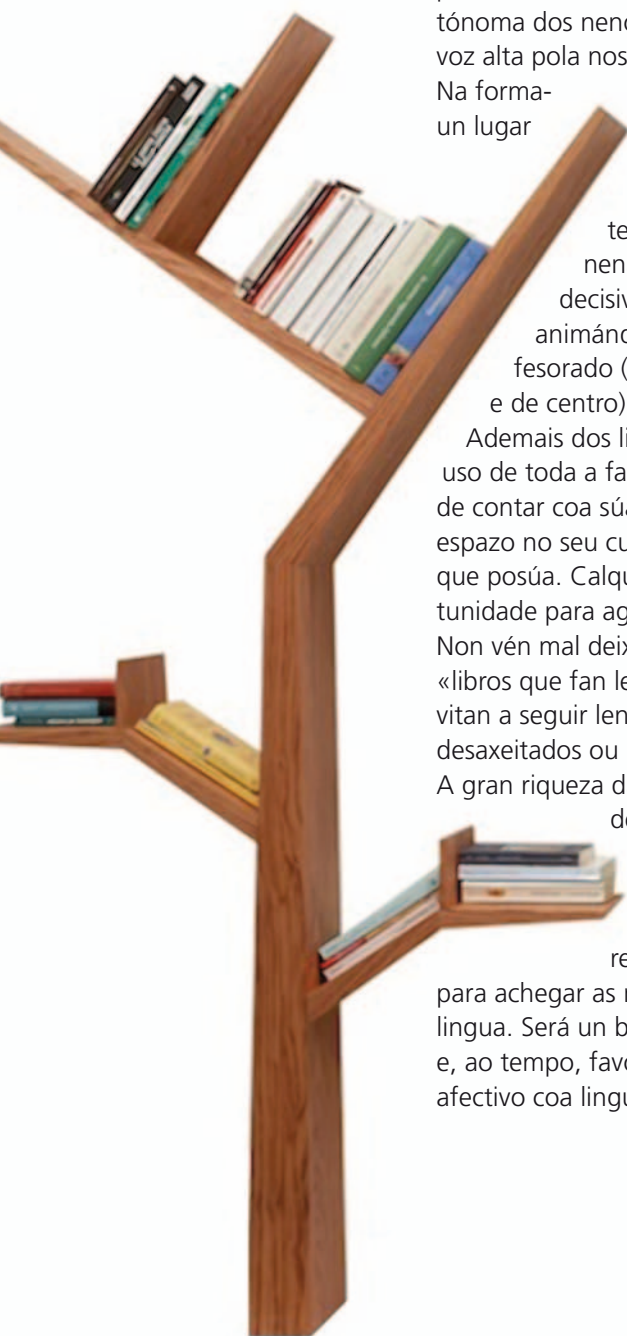 tónoma dos neno
voz alta pola nos
Na forma-
un lugar
te
nen
decisiv
animánd
fesorado (
e de centro)
Ademais dos li
uso de toda a fa
de contar coa súa
espazo no seu cu
que posúa. Calqu
tunidade para ag
Non vén mal deix
«libros que fan le
vitan a seguir len
desaxeitados ou
A gran riqueza d
de
re
para achegar as r
lingua. Será un b
e, ao tempo, favo
afectivo coa lingu